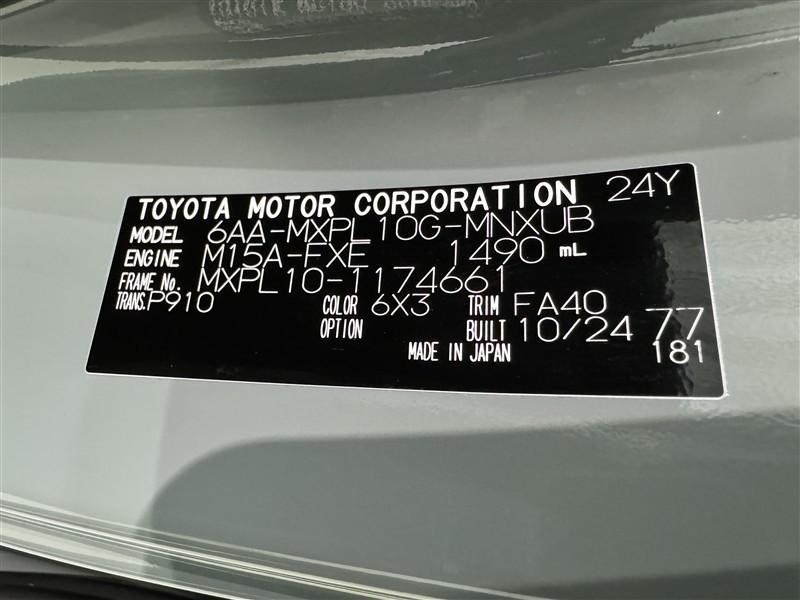 TOYOTA MOTOR CORPORATION 24Y
MODEL 6AA-MXPL10G-MNXUB
ENGINE M15A-FXE 1490 mL
FRAME No. MXPL10-1174661
TRANS. P910 COLOR 6X3 TRIM FA40
OPTION BUILT 10/24 77
MADE IN JAPAN 181